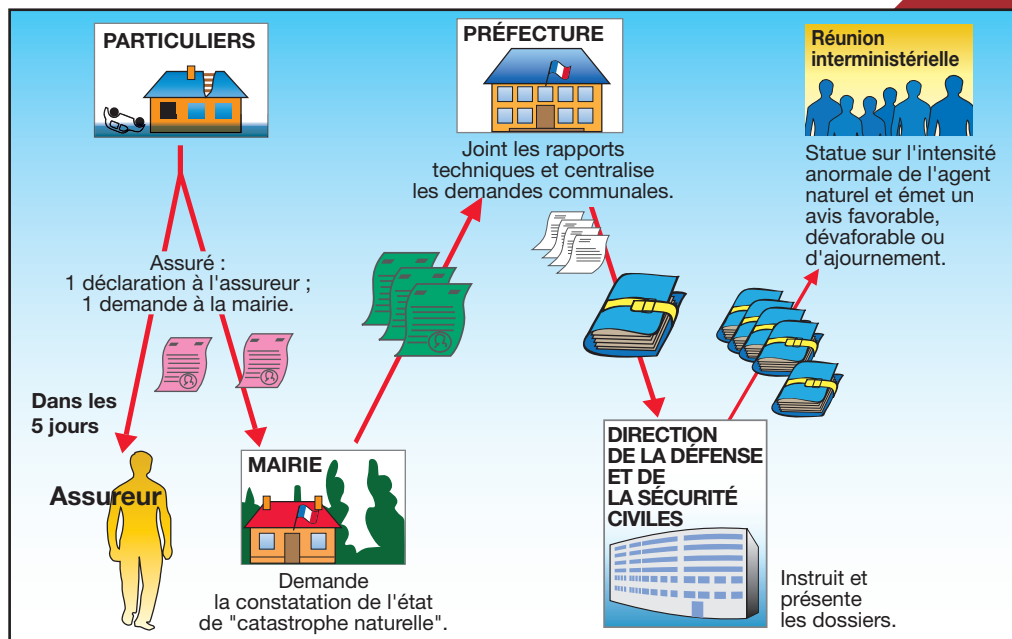 PARTICULIERS
Assuré :
1 déclaration à l'assureur ;
1 demande à la mairie.
Dans les
5 jours
Assureur
MAIRIE
Demande
la constatation de l'état
de "catastrophe naturelle".
PRÉFECTURE
Joint les rapports
techniques et centralise
les demandes communales.
DIRECTION
DE LA DÉFENSE
ET DE
LA SÉCURITÉ
CIVILES
Instruit et
présente
les dossiers.
Réunion
interministérielle
Statue sur l'intensité
anormale de l'agent
naturel et émet un
avis favorable,
dévaforable ou
d'ajournement.